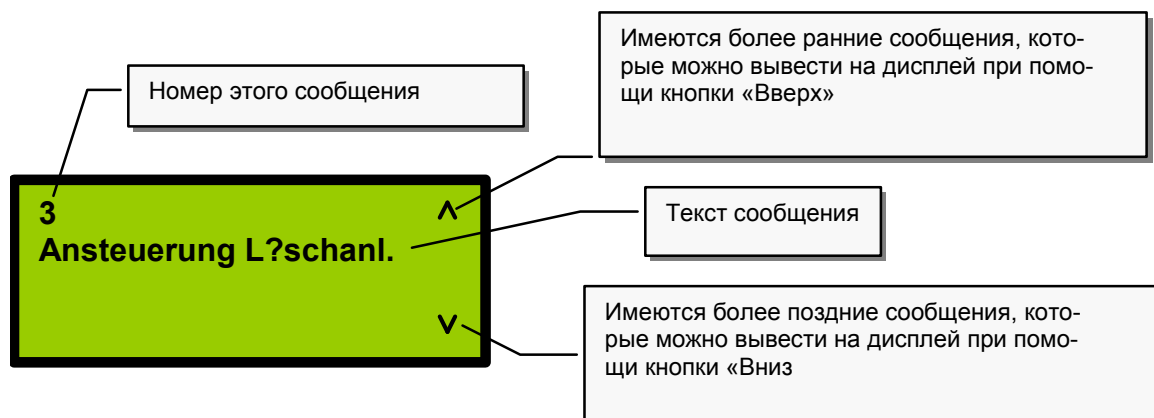 Имеются более ранние сообщения, кото-
рые можно вывести на дисплей при помо-
щи кнопки «Вверх»
Номер этого сообщения
3
Ansteuerung L?schanl.
Текст сообщения
Имеются более поздние сообщения, кото-
рые можно вывести на дисплей при помо-
щи кнопки «Вниз